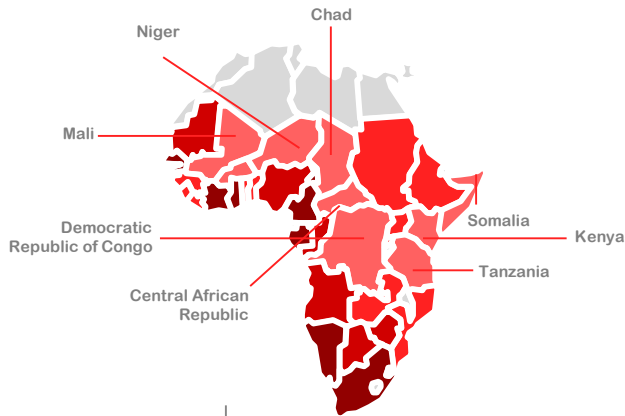 Chad
Niger
Mali
Democratic
Republic of Congo
Somalia
Kenya
Tanzania
Central African
Republic